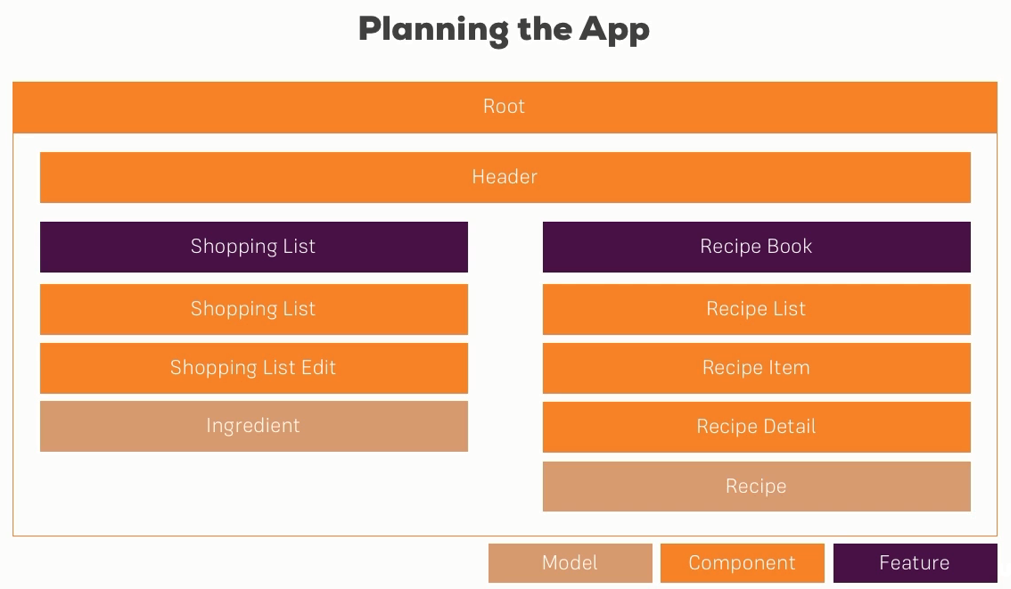 Planning the App
Root
Header
Shopping List
Shopping List
Shopping List Edit
Ingredient
Recipe Book
Recipe List
Recipe Item
Recipe Detail
Recipe
Model
Component
Feature